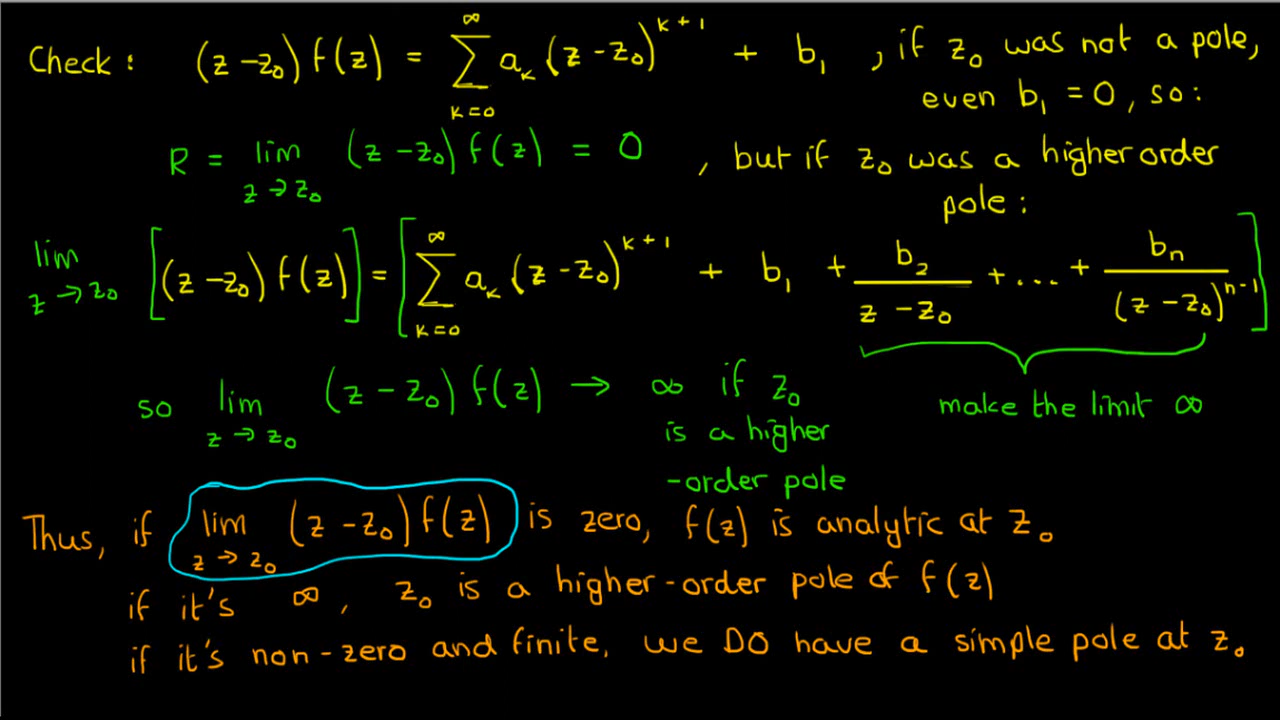 Check: (z - z₀) f(z) = ∑_{k=0}^{∞} a_k (z - z₀)^{k+1} + b₁ , if z₀ was not a pole,
even b₁ = 0, so:
R = lim_{z → z₀} (z - z₀) f(z) = 0 , but if z₀ was a higher order
pole:
lim_{z → z₀} [(z - z₀) f(z)] = [∑_{k=0}^{∞} a_k (z - z₀)^{k+1} + b₁ + b₂/(z - z₀) + ... + b_n/(z - z₀)^{n-1}]
so lim_{z → z₀} (z - z₀) f(z) → ∞ if z₀
is a higher
-order pole
make the limit ∞
Thus, if lim_{z → z₀} (z - z₀) f(z) is zero, f(z) is analytic at z₀
if it's ∞, z₀ is a higher-order pole of f(z)
if it's non-zero and finite, we DO have a simple pole at z₀